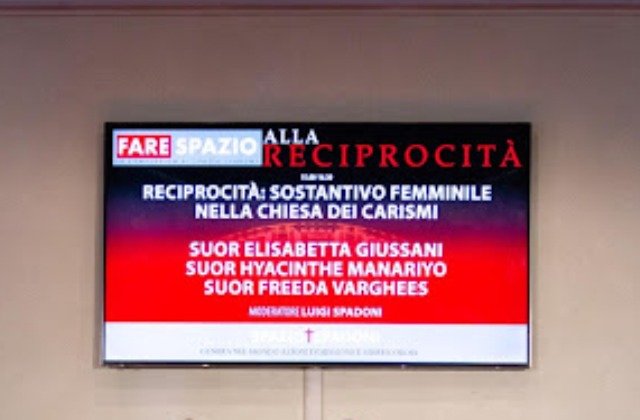 FARE SPAZIO ALLA
RECIPROCITÀ
RECIPROCITÀ: SOSTANTIVO FEMMINILE
NELLA CHIESA DEI CARISMI
SUOR ELISABETTA GIUSSANI
SUOR HYACINTHE MANARIYO
SUOR FREEDA VARGHEES
MODERATORE LUIGI SPADONI